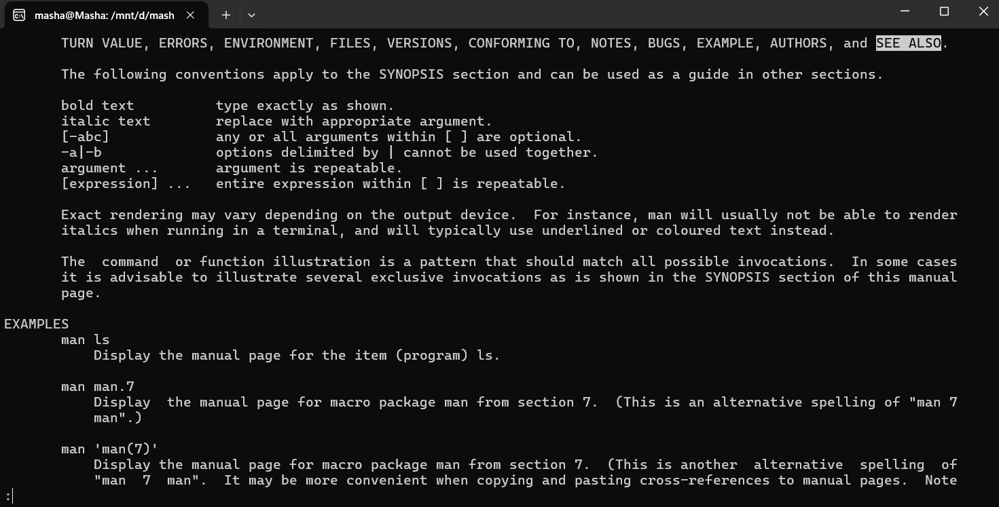 masha@Masha: /mnt/d/mash
TURN VALUE, ERRORS, ENVIRONMENT, FILES, VERSIONS, CONFORMING TO, NOTES, BUGS, EXAMPLE, AUTHORS, and SEE ALSO.
The following conventions apply to the SYNOPSIS section and can be used as a guide in other sections.
bold text          type exactly as shown.
italic text        replace with appropriate argument.
[-abc]             any or all arguments within [ ] are optional.
-a|-b              options delimited by | cannot be used together.
argument ...       argument is repeatable.
[expression] ...   entire expression within [ ] is repeatable.
Exact rendering may vary depending on the output device.  For instance, man will usually not be able to render
italics when running in a terminal, and will typically use underlined or coloured text instead.
The  command  or function illustration is a pattern that should match all possible invocations.  In some cases
it is advisable to illustrate several exclusive invocations as is shown in the SYNOPSIS section of this manual
page.
EXAMPLES
man ls
Display the manual page for the item (program) ls.
man man.7
Display  the manual page for macro package man from section 7.  (This is an alternative spelling of "man 7
man".)
man 'man(7)'
Display the manual page for macro package man from section 7.  (This is another  alternative  spelling  of
"man  7  man".  It may be more convenient when copying and pasting cross-references to manual pages.  Note
: